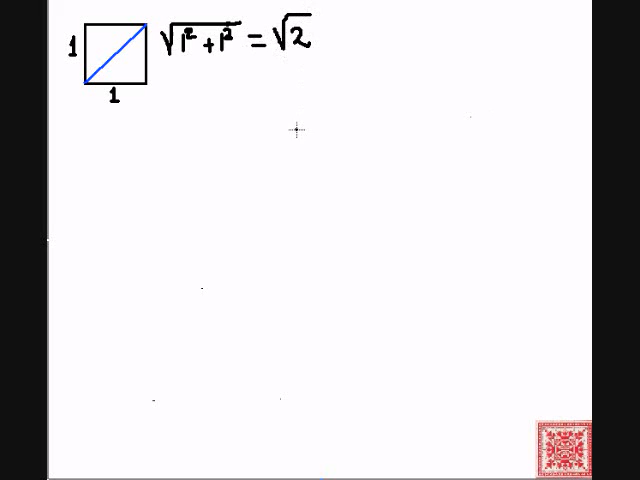 1 √1² + 1² = √2
1